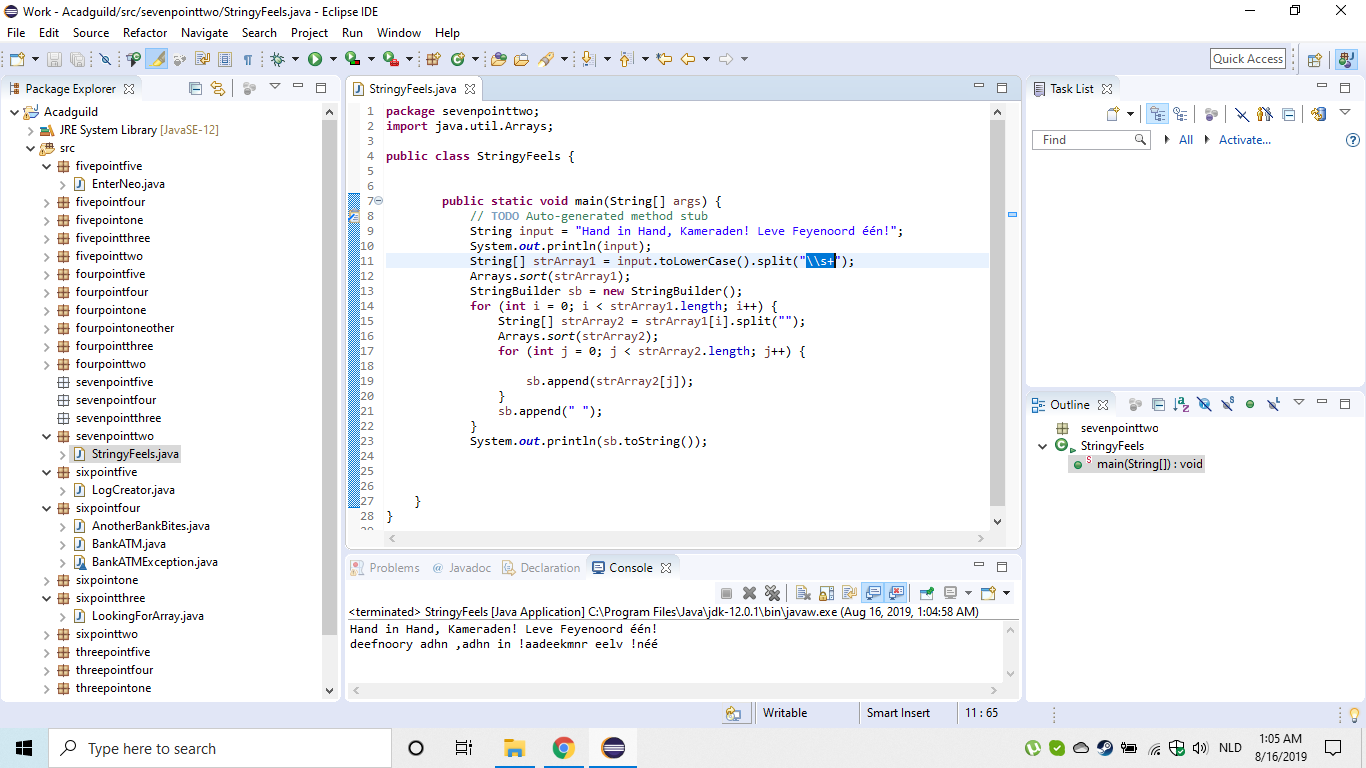 Work - Acadguild/src/sevenpointtwo/StringyFeels.java - Eclipse IDE
File Edit Source Refactor Navigate Search Project Run Window Help
Quick Access
Package Explorer
Acadguild
JRE System Library [JavaSE-12]
src
fivepointfive
EnterNeo.java
fivepointfour
fivepointone
fivepointthree
fivepointtwo
fourpointfive
fourpointfour
fourpointone
fourpointoneother
fourpointthree
fourpointtwo
sevenpointfive
sevenpointfour
sevenpointthree
sevenpointtwo
StringyFeels.java
sixpointfive
LogCreator.java
sixpointfour
AnotherBankBites.java
BankATM.java
BankATMException.java
sixpointone
sixpointthree
LookingForArray.java
sixpointtwo
threepointfive
threepointfour
threepointone
StringyFeels.java
1 package sevenpointtwo;
2 import java.util.Arrays;
3
4 public class StringyFeels {
5
6
7 public static void main(String[] args) {
8 // TODO Auto-generated method stub
9 String input = "Hand in Hand, Kameraden! Leve Feyenoord één!";
10 System.out.println(input);
11 String[] strArray1 = input.toLowerCase().split("\\s+");
12 Arrays.sort(strArray1);
13 StringBuilder sb = new StringBuilder();
14 for (int i = 0; i < strArray1.length; i++) {
15 String[] strArray2 = strArray1[i].split("");
16 Arrays.sort(strArray2);
17 for (int j = 0; j < strArray2.length; j++) {
18
19 sb.append(strArray2[j]);
20 }
21 sb.append(" ");
22 }
23 System.out.println(sb.toString());
24
25
26
27 }
28 }
Problems @ Javadoc Declaration Console
<terminated> StringyFeels [Java Application] C:\Program Files\Java\jdk-12.0.1\bin\javaw.exe (Aug 16, 2019, 1:04:58 AM)
Hand in Hand, Kameraden! Leve Feyenoord één!
deefnoory adhn ,adhn in !aadeekmnr eelv !néé
Task List
Find All Activate...
Outline
sevenpointtwo
StringyFeels
main(String[]) : void
Writable Smart Insert 11 : 65
Type here to search
NLD
1:05 AM
8/16/2019